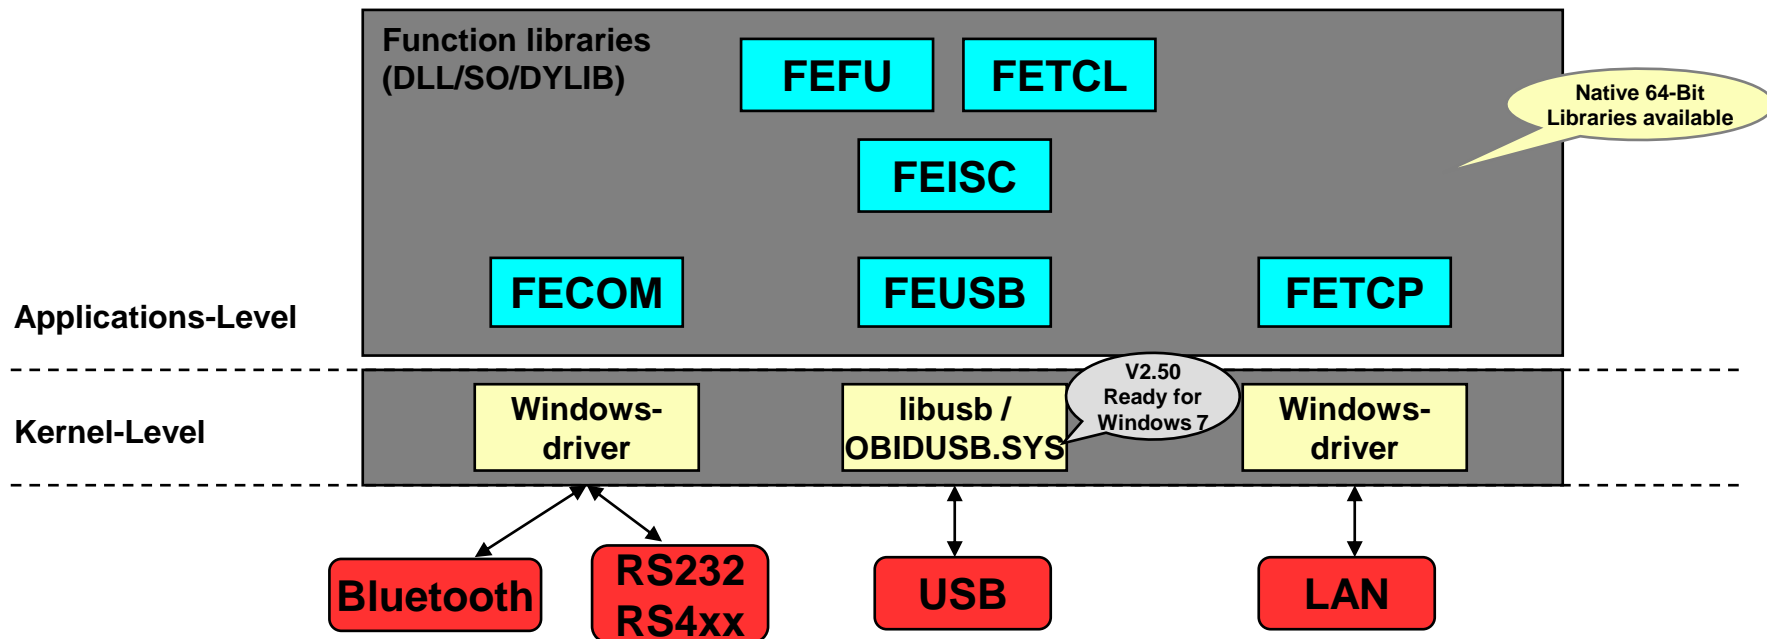 Function libraries
(DLL/SO/DYLIB)
FEFU
FETCL
Native 64-Bit
Libraries available
FEISC
FECOM
FEUSB
FETCP
Applications-Level
V2.50
Ready for
Windows 7
Kernel-Level
Windows-
driver
libusb /
OBIDUSB.SYS
Windows-
driver
Bluetooth
RS232
RS4xx
USB
LAN